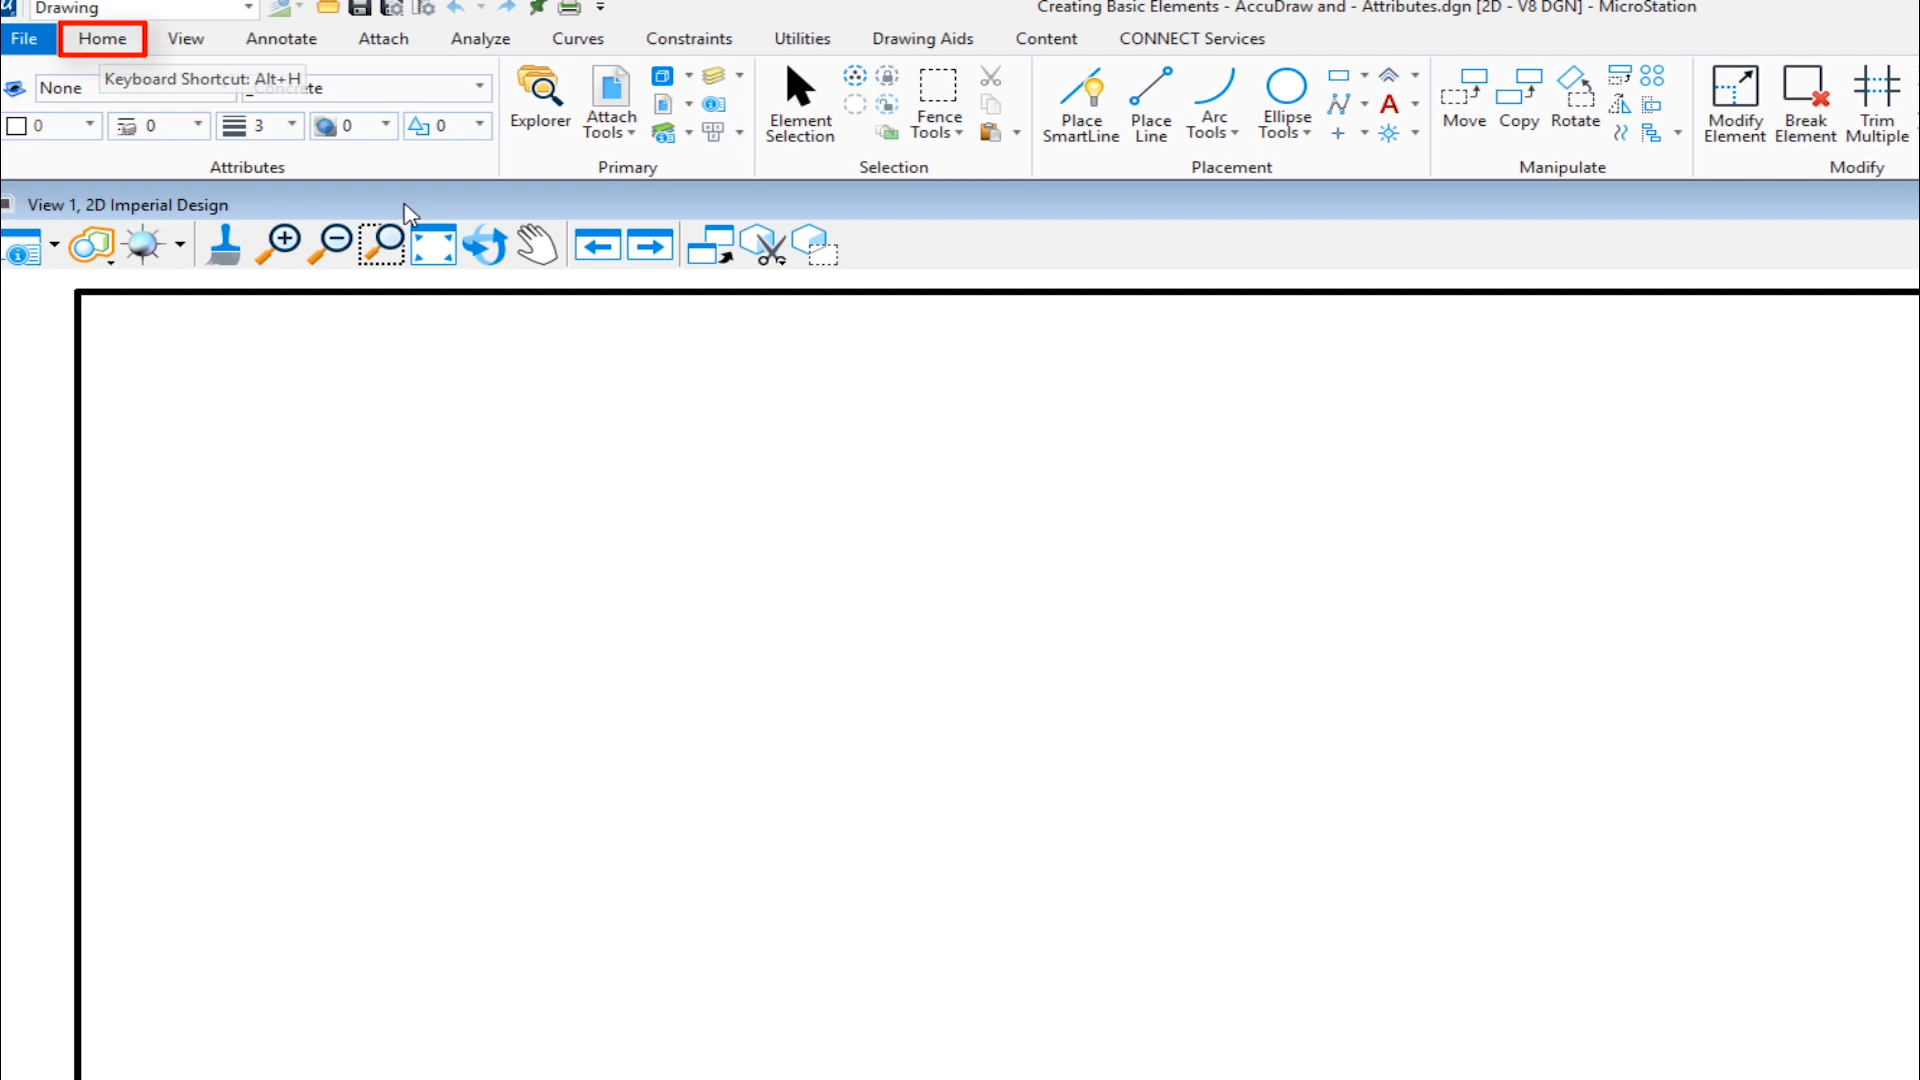 Drawing
Creating Basic Elements - AccuDraw and - Attributes.dgn [2D - V8 DGN] - MicroStation
File Home View Annotate Attach Analyze Curves Constraints Utilities Drawing Aids Content CONNECT Services
Keyboard Shortcut: Alt+H
None
0 0 3 0 0
Attributes
Explorer
Attach
Tools
Primary
Element
Selection
Fence
Tools
Selection
Place
SmartLine
Place
Line
Arc
Tools
Ellipse
Tools
A
Placement
Move
Copy
Rotate
Manipulate
Modify
Element
Break
Element
Trim
Multiple
Modify
View 1, 2D Imperial Design